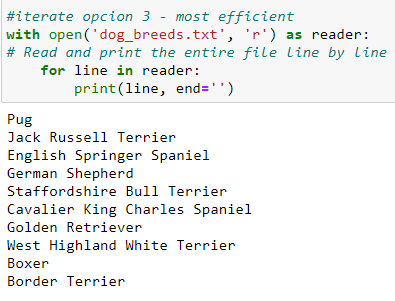 #iterate opcion 3 - most efficient
with open('dog_breeds.txt', 'r') as reader:
# Read and print the entire file line by line
    for line in reader:
        print(line, end='')
Pug
Jack Russell Terrier
English Springer Spaniel
German Shepherd
Staffordshire Bull Terrier
Cavalier King Charles Spaniel
Golden Retriever
West Highland White Terrier
Boxer
Border Terrier